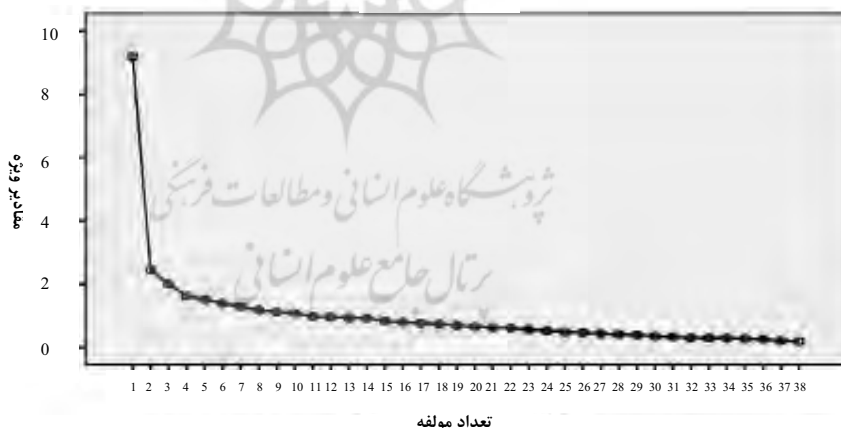 10
8
6
4
2
0
مقادیر ویژه
پژوهشگاه علوم انسانی و مطالعات فرهنگی
پرتال جامع علوم انسانی
1 2 3 4 5 6 7 8 9 10 11 12 13 14 15 16 17 18 19 20 21 22 23 24 25 26 27 28 29 30 31 32 33 34 35 36 37 38
تعداد مولفه